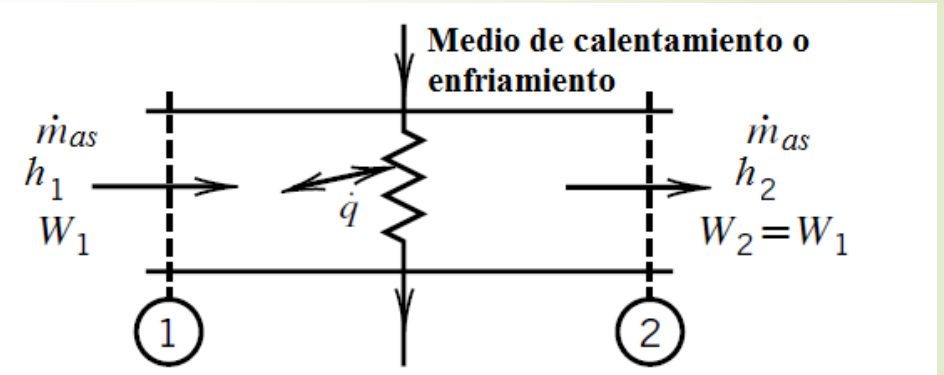 Medio de calentamiento o
enfriamiento
ṁas
h1
W1
q̇
ṁas
h2
W2=W1
1
2